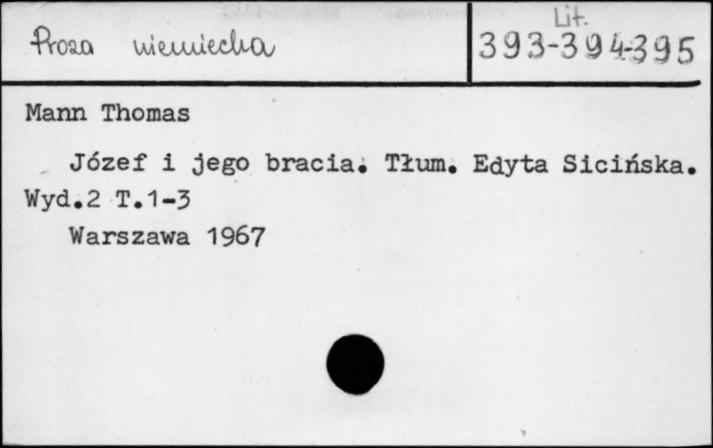 Proza niemiecka
Lit.
393-394-395
Mann Thomas
Józef i jego bracia. Tłum. Edyta Sicińska.
Wyd.2 T.1-3
Warszawa 1967